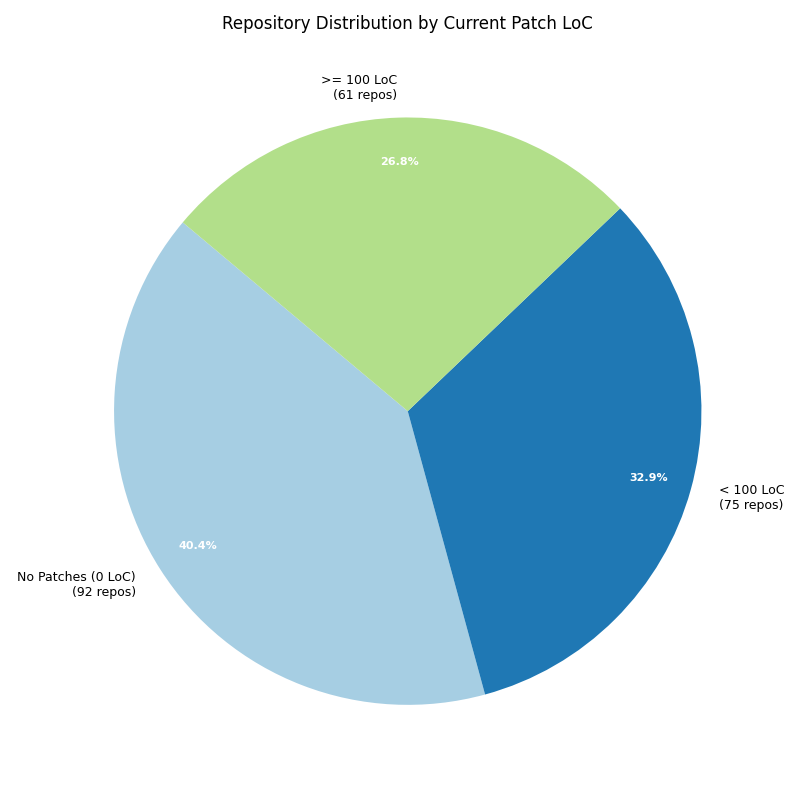 Repository Distribution by Current Patch LoC
>= 100 LoC
(61 repos)
26.8%
32.9%
< 100 LoC
(75 repos)
40.4%
No Patches (0 LoC)
(92 repos)